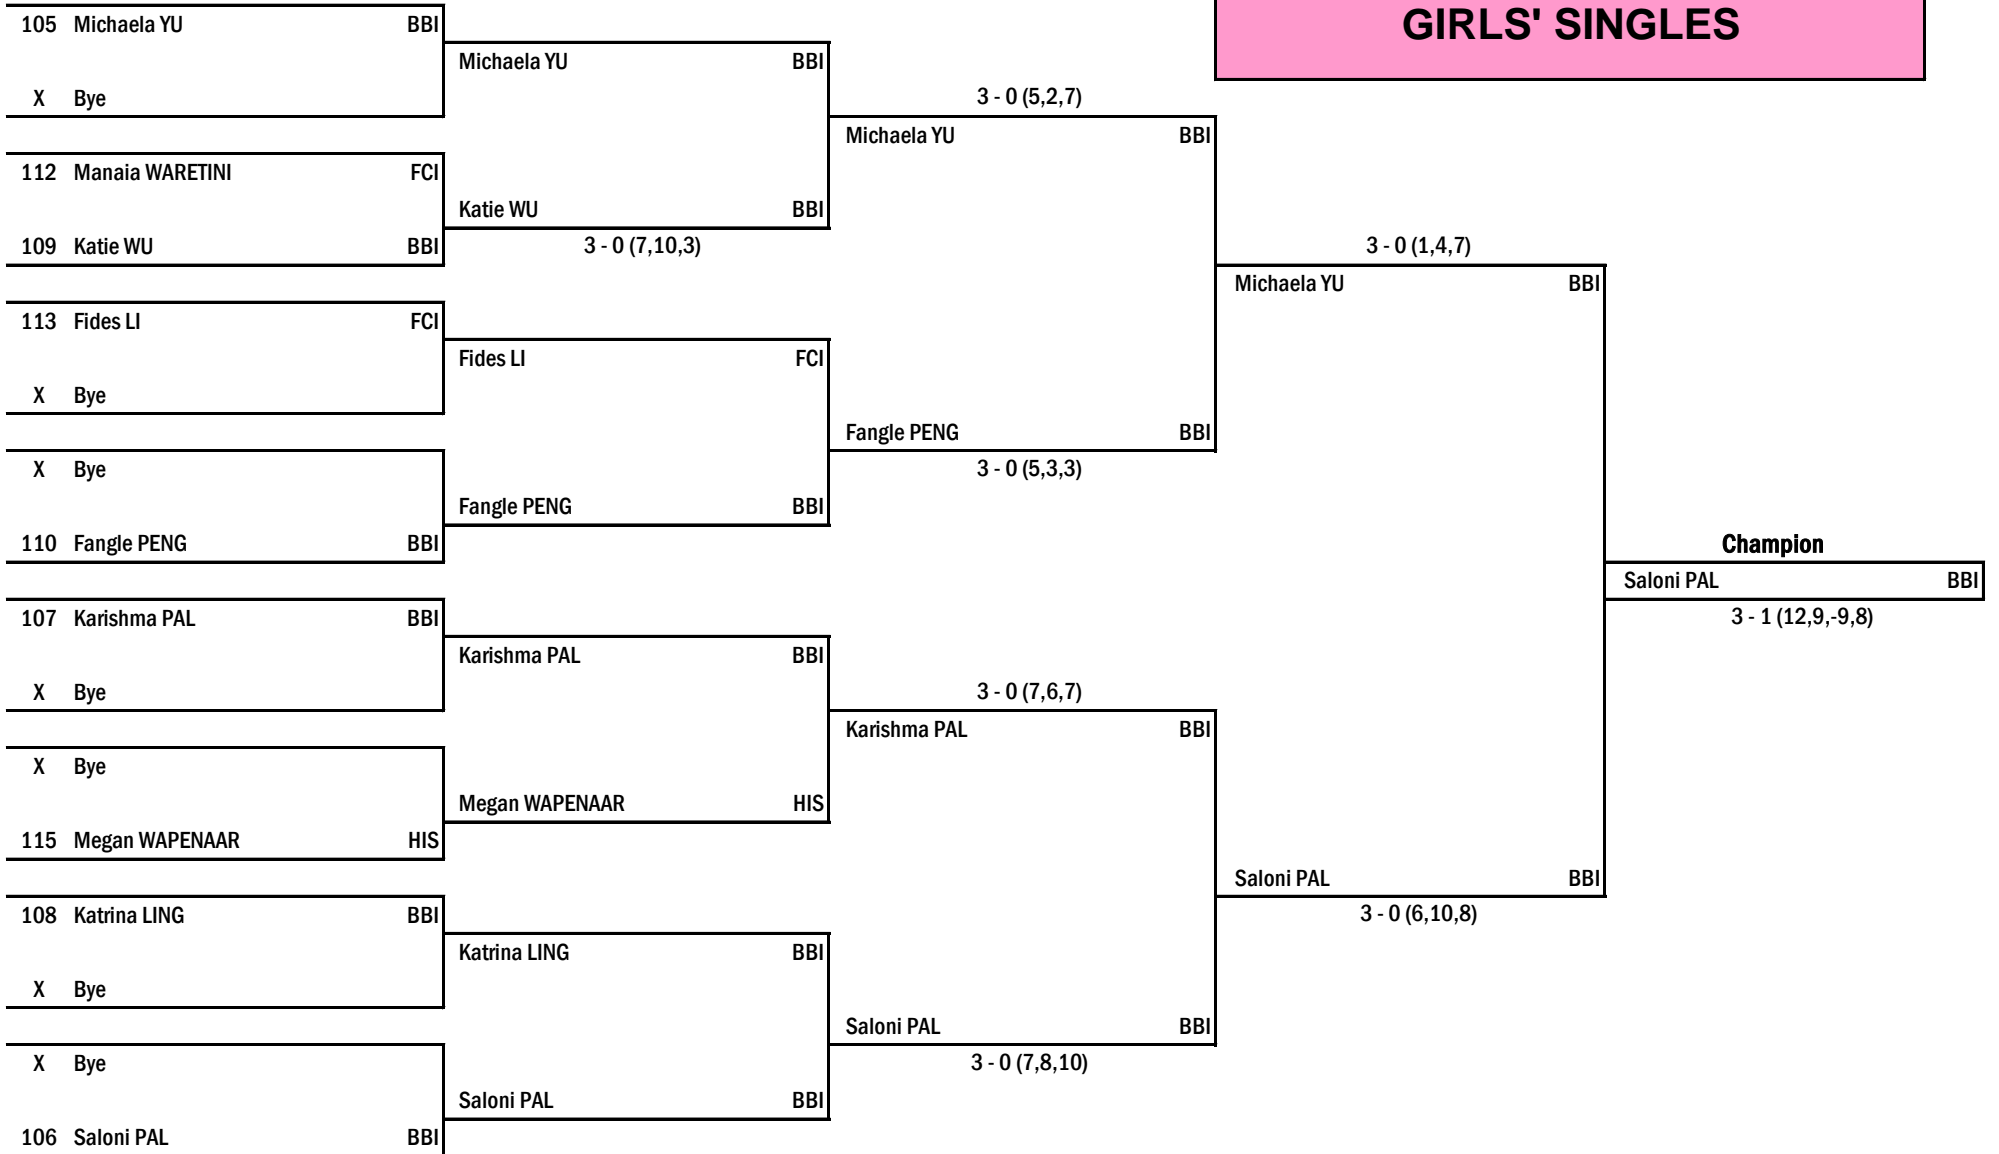 GIRLS' SINGLES
105 Michaela YU BBI
X Bye
112 Manaia WARETINI FCI
109 Katie WU BBI
113 Fides LI FCI
X Bye
X Bye
110 Fangle PENG BBI
107 Karishma PAL BBI
X Bye
X Bye
115 Megan WAPENAAR HIS
108 Katrina LING BBI
X Bye
X Bye
106 Saloni PAL BBI
Michaela YU BBI
Katie WU BBI
3 - 0 (7,10,3)
Fides LI FCI
Fangle PENG BBI
Karishma PAL BBI
Megan WAPENAAR HIS
Katrina LING BBI
Saloni PAL BBI
3 - 0 (5,2,7)
Michaela YU BBI
Fangle PENG BBI
3 - 0 (5,3,3)
3 - 0 (7,6,7)
Karishma PAL BBI
Saloni PAL BBI
3 - 0 (7,8,10)
3 - 0 (1,4,7)
Michaela YU BBI
Saloni PAL BBI
3 - 0 (6,10,8)
Champion
Saloni PAL BBI
3 - 1 (12,9,-9,8)